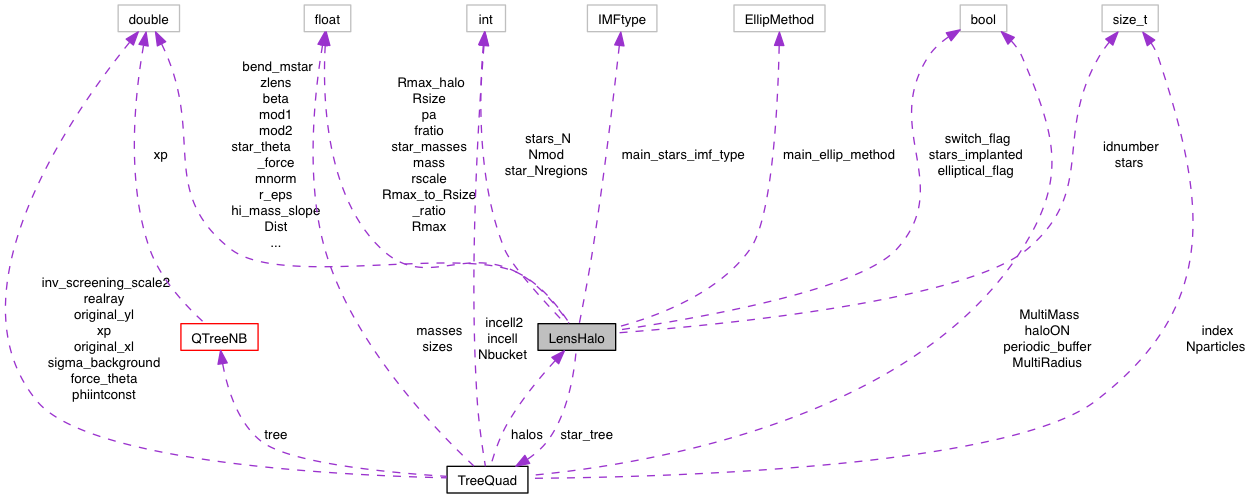 double
float
int
IMFtype
EllipMethod
bool
size_t
xp
bend_mstar
zlens
beta
mod1
mod2
star_theta
_force
mnorm
r_eps
hi_mass_slope
Dist
...
Rmax_halo
Rsize
pa
fratio
star_masses
mass
rscale
Rmax_to_Rsize
_ratio
Rmax
stars_N
Nmod
star_Nregions
main_stars_imf_type
main_ellip_method
switch_flag
stars_implanted
elliptical_flag
idnumber
stars
inv_screening_scale2
realray
original_yl
xp
original_xl
sigma_background
force_theta
phiintconst
QTreeNB
masses
sizes
incell2
incell
Nbucket
LensHalo
MultiMass
haloON
periodic_buffer
MultiRadius
index
Nparticles
tree
halos
star_tree
TreeQuad